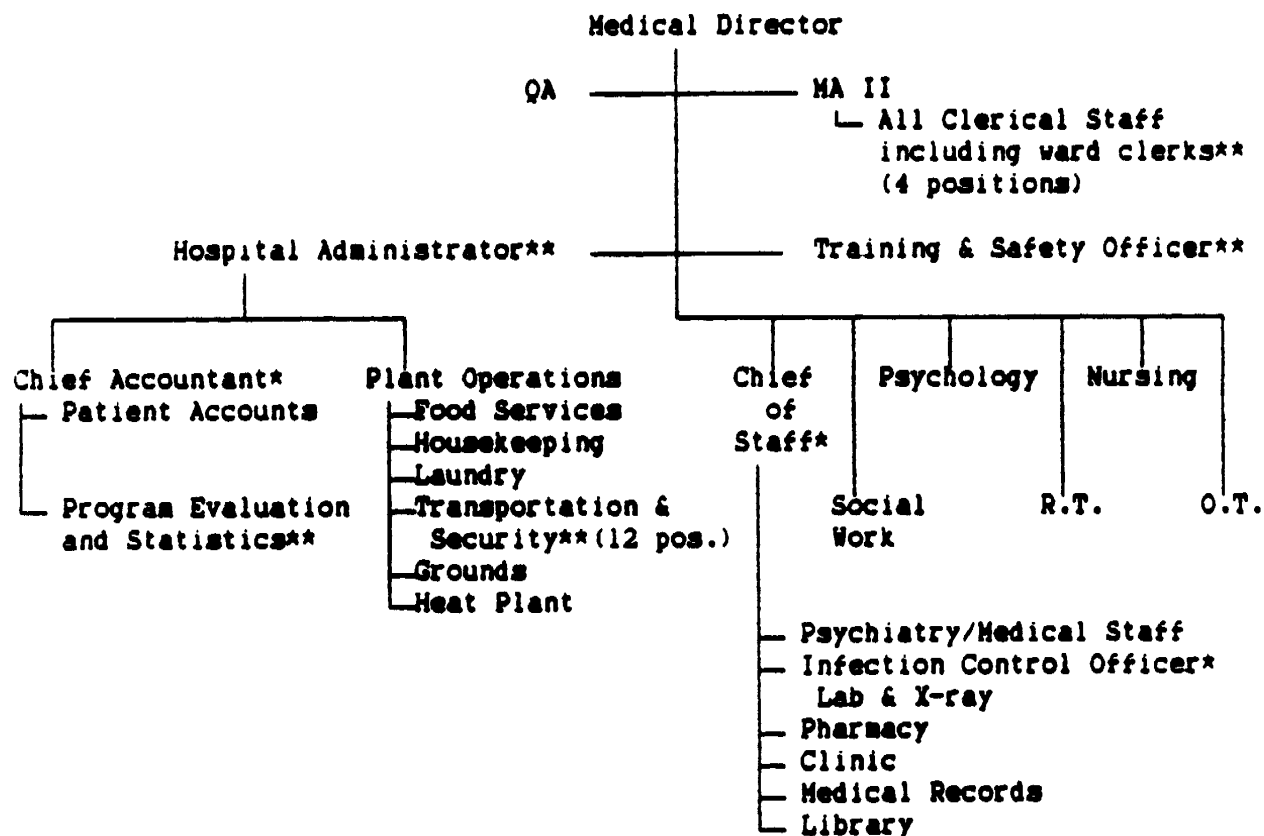 Medical Director
QA
MA II
All Clerical Staff
including ward clerks**
(4 positions)
Hospital Administrator**
Training & Safety Officer**
Chief Accountant*
Patient Accounts
Program Evaluation
and Statistics**
Plant Operations
Food Services
Housekeeping
Laundry
Transportation &
Security**(12 pos.)
Grounds
Heat Plant
Chief
of
Staff*
Psychology
Nursing
Social
Work
R.T.
O.T.
Psychiatry/Medical Staff
Infection Control Officer*
Lab & X-ray
Pharmacy
Clinic
Medical Records
Library